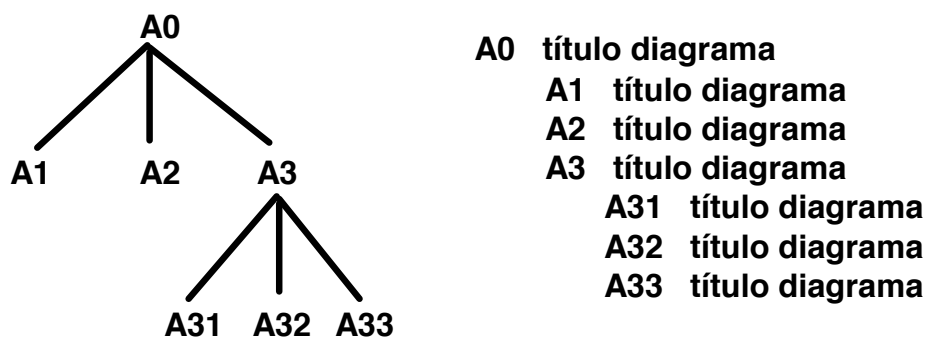 A0
A1 A2 A3
A31 A32 A33
A0 título diagrama
A1 título diagrama
A2 título diagrama
A3 título diagrama
A31 título diagrama
A32 título diagrama
A33 título diagrama